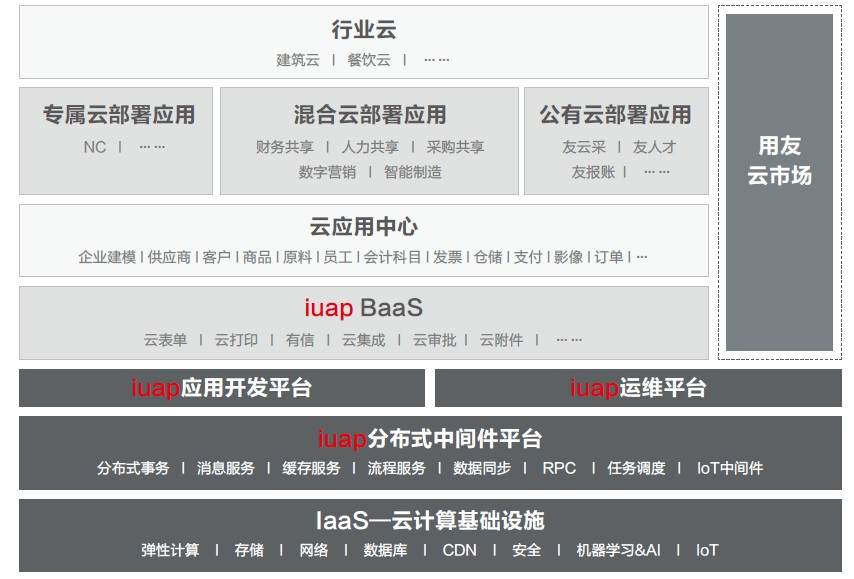 行业云
建筑云 | 餐饮云 | ……
专属云部署应用
NC | ……
混合云部署应用
财务共享 | 人力共享 | 采购共享
数字营销 | 智能制造
公有云部署应用
友云采 | 友人才
友报账 | ……
用友
云市场
云应用中心
企业建模 | 供应商 | 客户 | 商品 | 原料 | 员工 | 会计科目 | 发票 | 仓储 | 支付 | 影像 | 订单 | …
iuap BaaS
云表单 | 云打印 | 有信 | 云集成 | 云审批 | 云附件 | ……
iuap应用开发平台
iuap运维平台
iuap分布式中间件平台
分布式事务 | 消息服务 | 缓存服务 | 流程服务 | 数据同步 | RPC | 任务调度 | IoT中间件
IaaS—云计算基础设施
弹性计算 | 存储 | 网络 | 数据库 | CDN | 安全 | 机器学习&AI | IoT